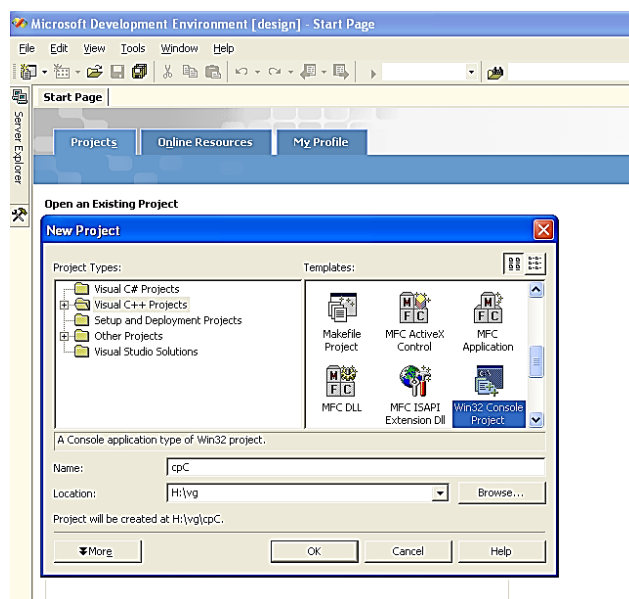 Microsoft Development Environment [design] - Start Page
File Edit View Tools Window Help
Start Page
Server Explorer
Projects Online Resources My Profile
Open an Existing Project
New Project
Project Types: Templates:
Visual C# Projects
Visual C++ Projects
Setup and Deployment Projects
Other Projects
Visual Studio Solutions
Makefile Project
MFC ActiveX Control
MFC Application
MFC DLL
MFC ISAPI Extension Dll
Win32 Console Project
A Console application type of Win32 project.
Name: cpC
Location: H:\vg Browse...
Project will be created at H:\vg\cpC.
More OK Cancel Help